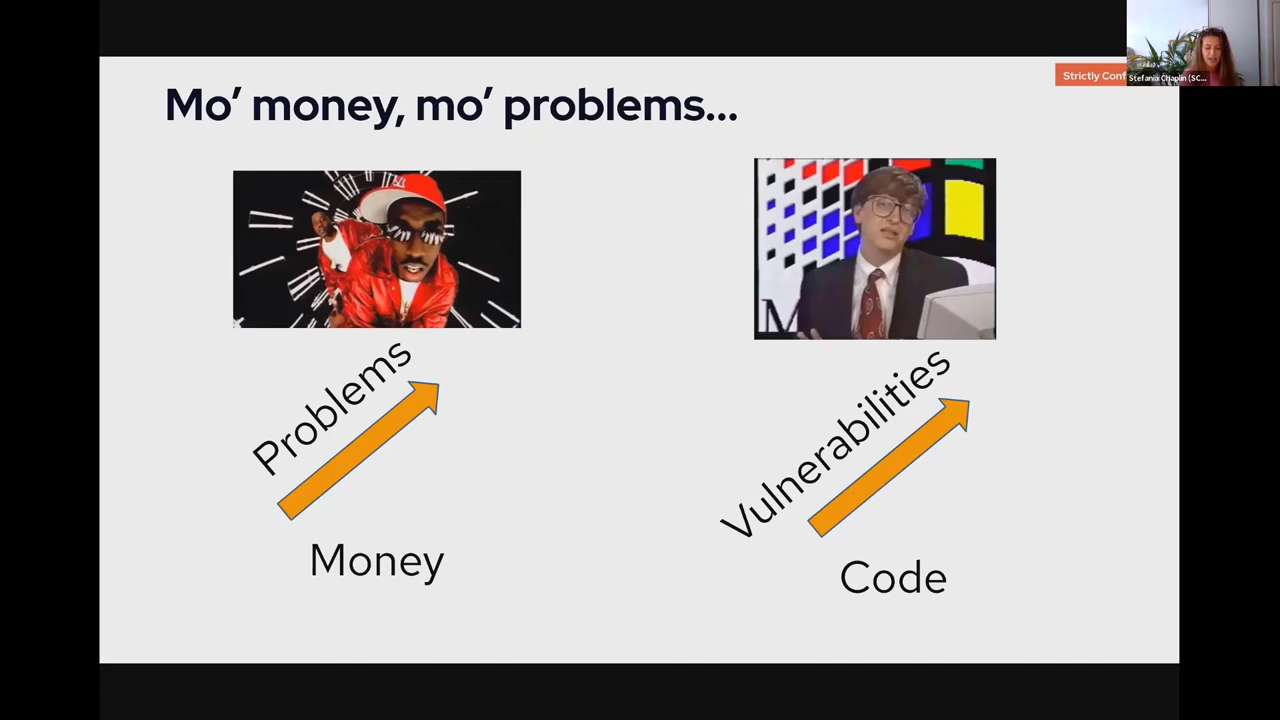 Mo’ money, mo’ problems...
Strictly Conf
Stefania Chaplin (SC...
M
Problems
Vulnerabilities
Money
Code